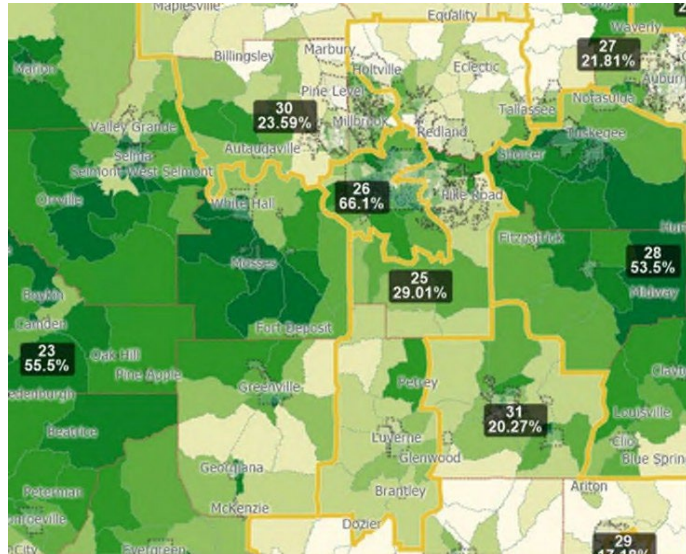 Maplesville
Equality
Waverly
27
21.81%
Billingsley
Marbury
Holtville
Eclectic
Marion
Auburn
Pine Level
30
23.59%
Millbrook
Tallassee
Notasulga
Valley Grande
Redland
Tuskegee
Autaugaville
Selma
Shorter
Selmont-West Selmont
26
66.1%
Orrville
White Hall
Pike Road
Fitzpatrick
28
53.5%
Mosses
25
29.01%
Midway
Boykin
Camden
Fort Deposit
23
55.5%
Oak Hill
Pine Apple
Petrey
Greenville
31
20.27%
Louisville
Beatrice
Luverne
Clio
Glenwood
Blue Spring
Georgiana
Peterman
Brantley
Ariton
McKenzie
Dozier
29
Evergreen
City